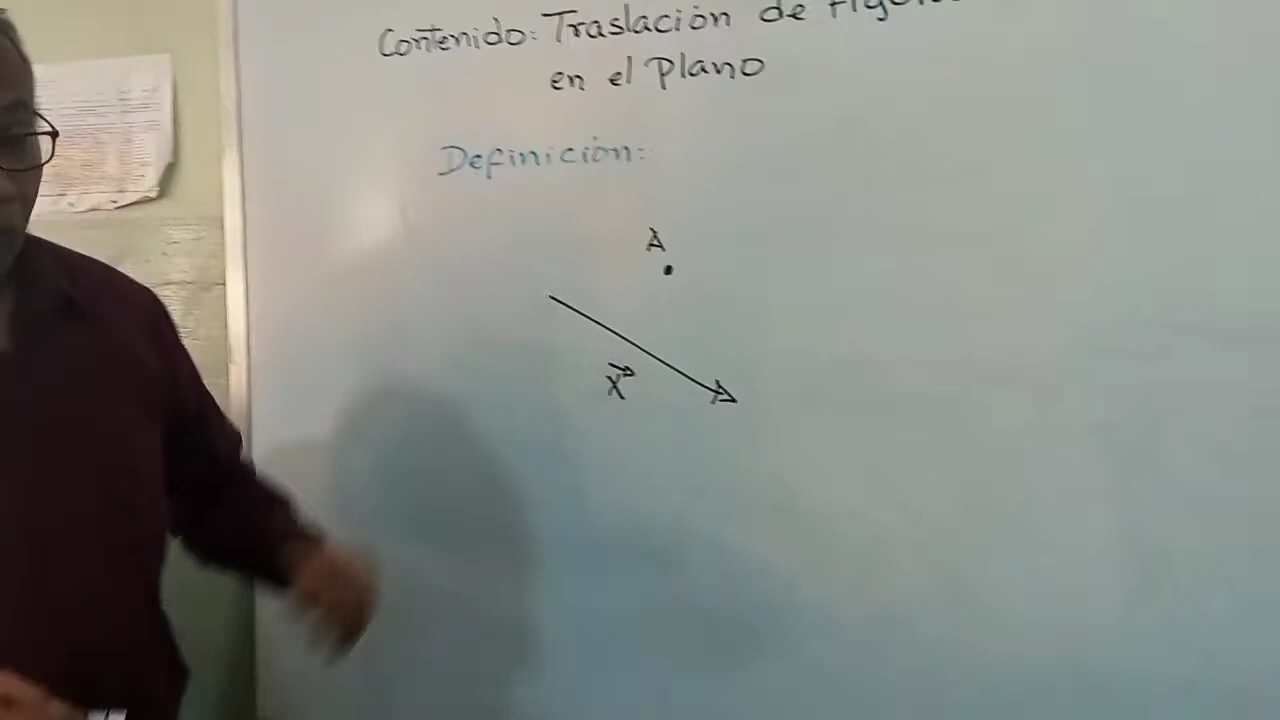 Contenido: Traslación de
en el Plano
Definición:
A
X